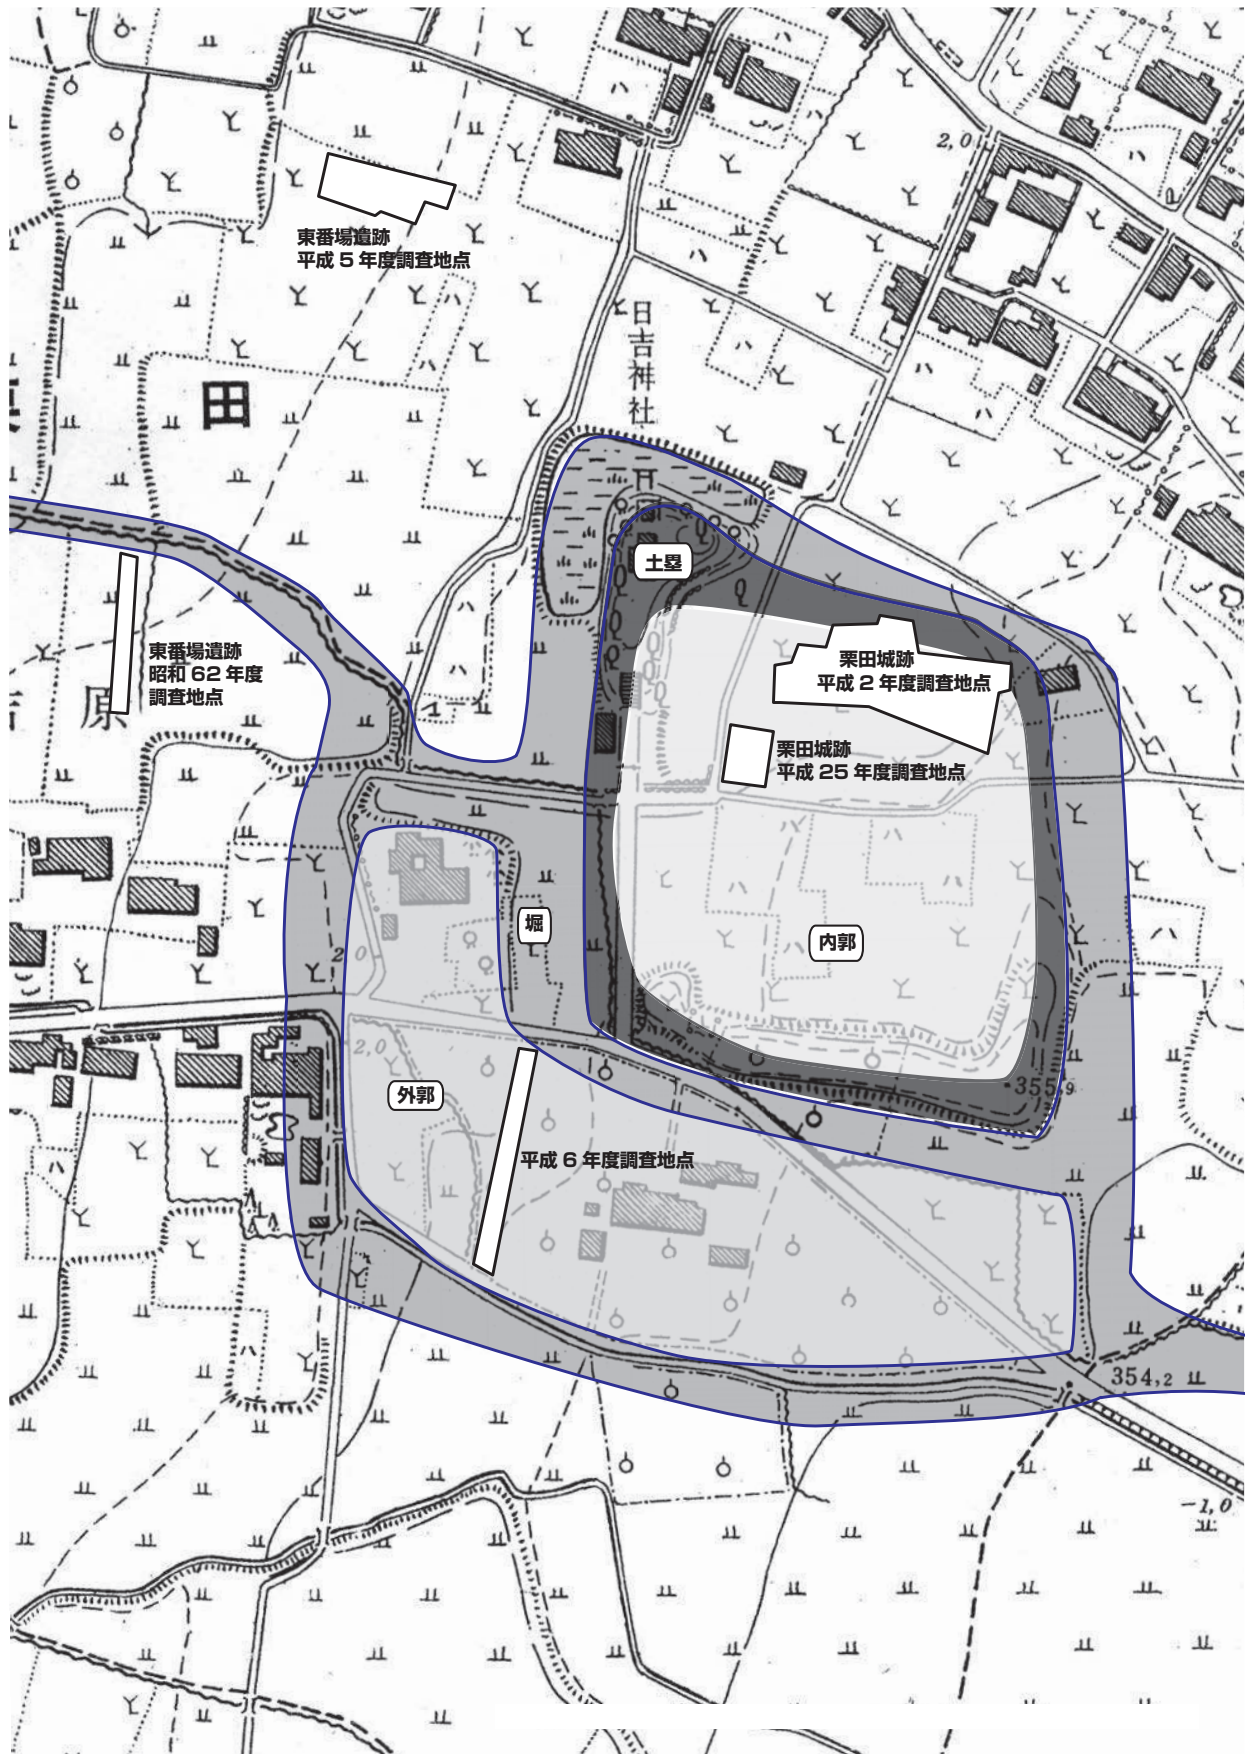 2,0
東番場遺跡
平成 5 年度調査地点
日吉神社
田
土塁
東番場遺跡
昭和 62 年度
調査地点
原
栗田城跡
平成 2 年度調査地点
栗田城跡
平成 25 年度調査地点
堀
内郭
2 0
2,0
355,9
外郭
平成 6 年度調査地点
354,2
-1,0